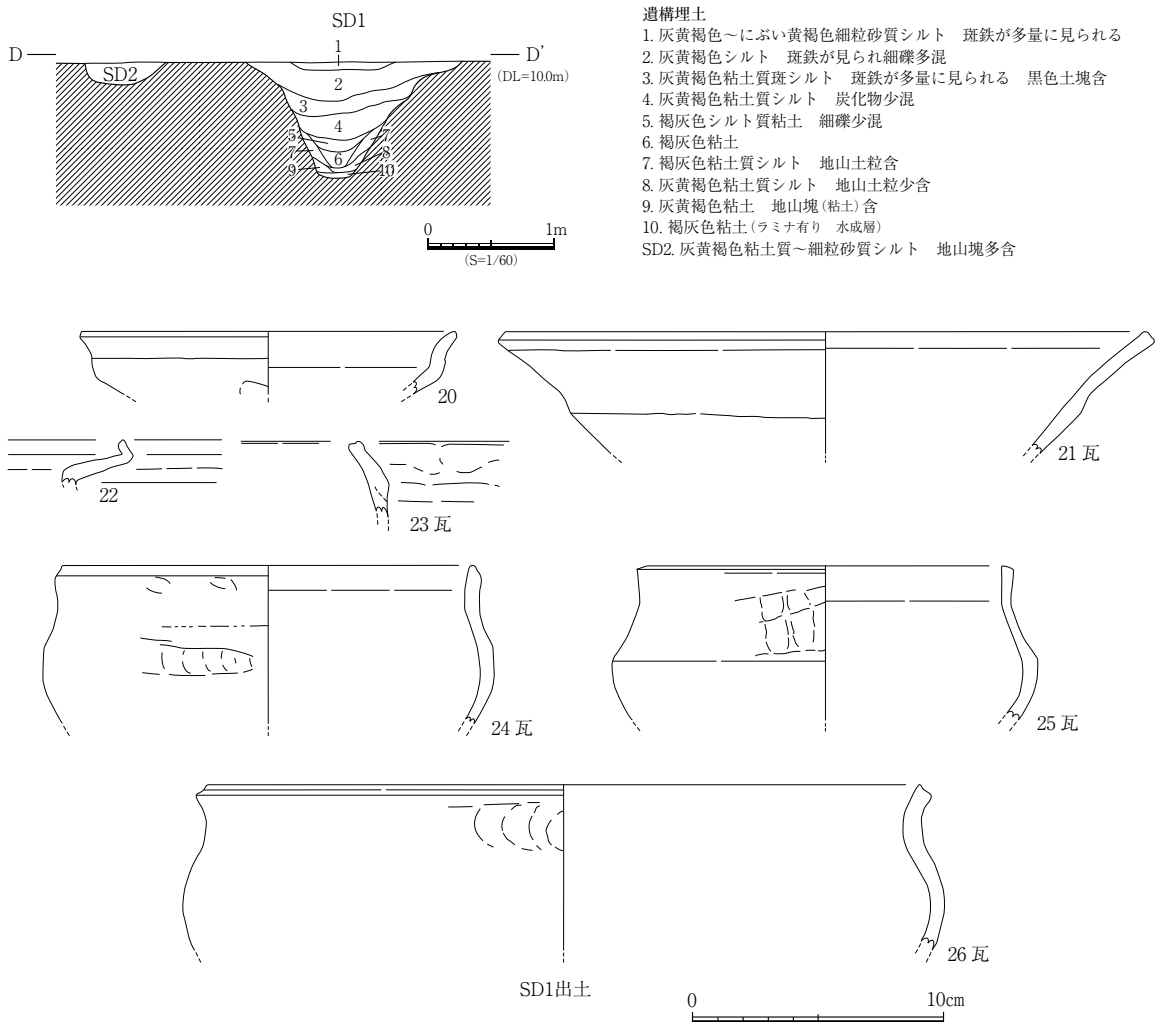 SD1
D
D'
1
SD2
2
(DL=10.0m)
3
4
5
7
7
6
8
9
10
0
1m
(S=1/60)
遺構埋土
1. 灰黄褐色～にぶい黄褐色細粒砂質シルト　斑鉄が多量に見られる
2. 灰黄褐色シルト　斑鉄が見られ細礫多混
3. 灰黄褐色粘土質斑シルト　斑鉄が多量に見られる　黒色土塊含
4. 灰黄褐色粘土質シルト　炭化物少混
5. 褐灰色シルト質粘土　細礫少混
6. 褐灰色粘土
7. 褐灰色粘土質シルト　地山土粒含
8. 灰黄褐色粘土質シルト　地山土粒少含
9. 灰黄褐色粘土　地山塊(粘土)含
10. 褐灰色粘土(ラミナ有り　水成層)
SD2. 灰黄褐色粘土質～細粒砂質シルト　地山塊多含
20
21 瓦
22
23 瓦
24 瓦
25 瓦
26 瓦
SD1出土
0
10cm